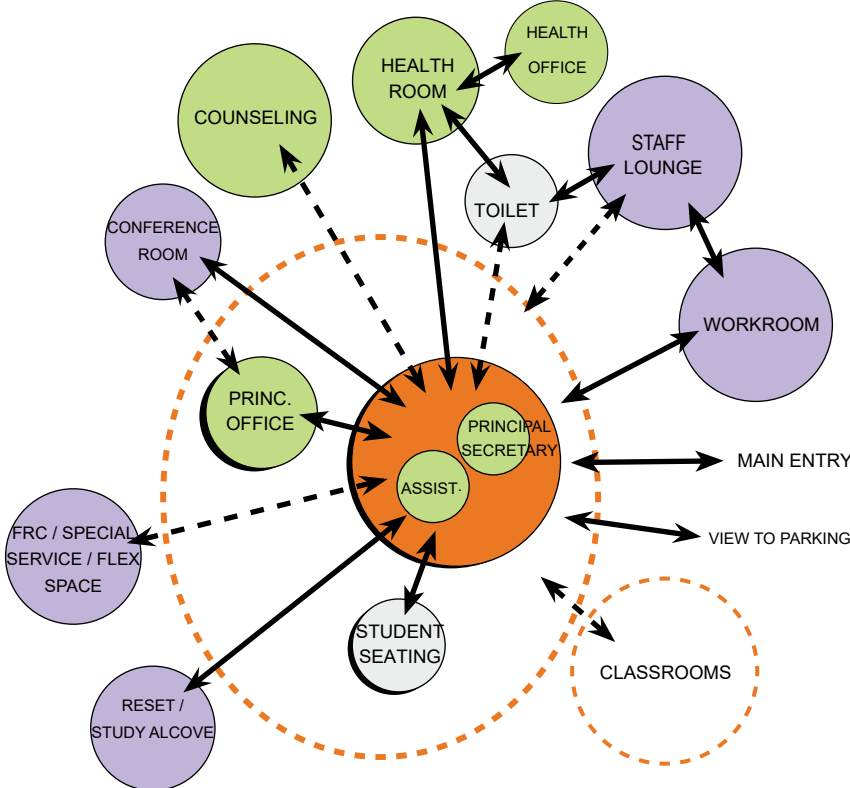 HEALTH
OFFICE
HEALTH
ROOM
COUNSELING
STAFF
LOUNGE
TOILET
CONFERENCE
ROOM
WORKROOM
PRINC.
OFFICE
PRINCIPAL
SECRETARY
ASSIST.
MAIN ENTRY
FRC / SPECIAL
SERVICE / FLEX
SPACE
VIEW TO PARKING
STUDENT
SEATING
CLASSROOMS
RESET /
STUDY ALCOVE